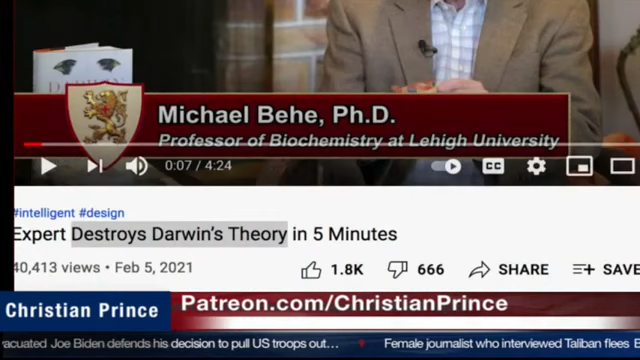 Michael Behe, Ph.D.
Professor of Biochemistry at Lehigh University
0:07 / 4:24
CC
#intelligent #design
Expert Destroys Darwin's Theory in 5 Minutes
40,413 views • Feb 5, 2021
1.8K
666
SHARE
SAVE
Christian Prince
Patreon.com/ChristianPrince
vacuated Joe Biden defends his decision to pull US troops out...
Female journalist who interviewed Taliban flees